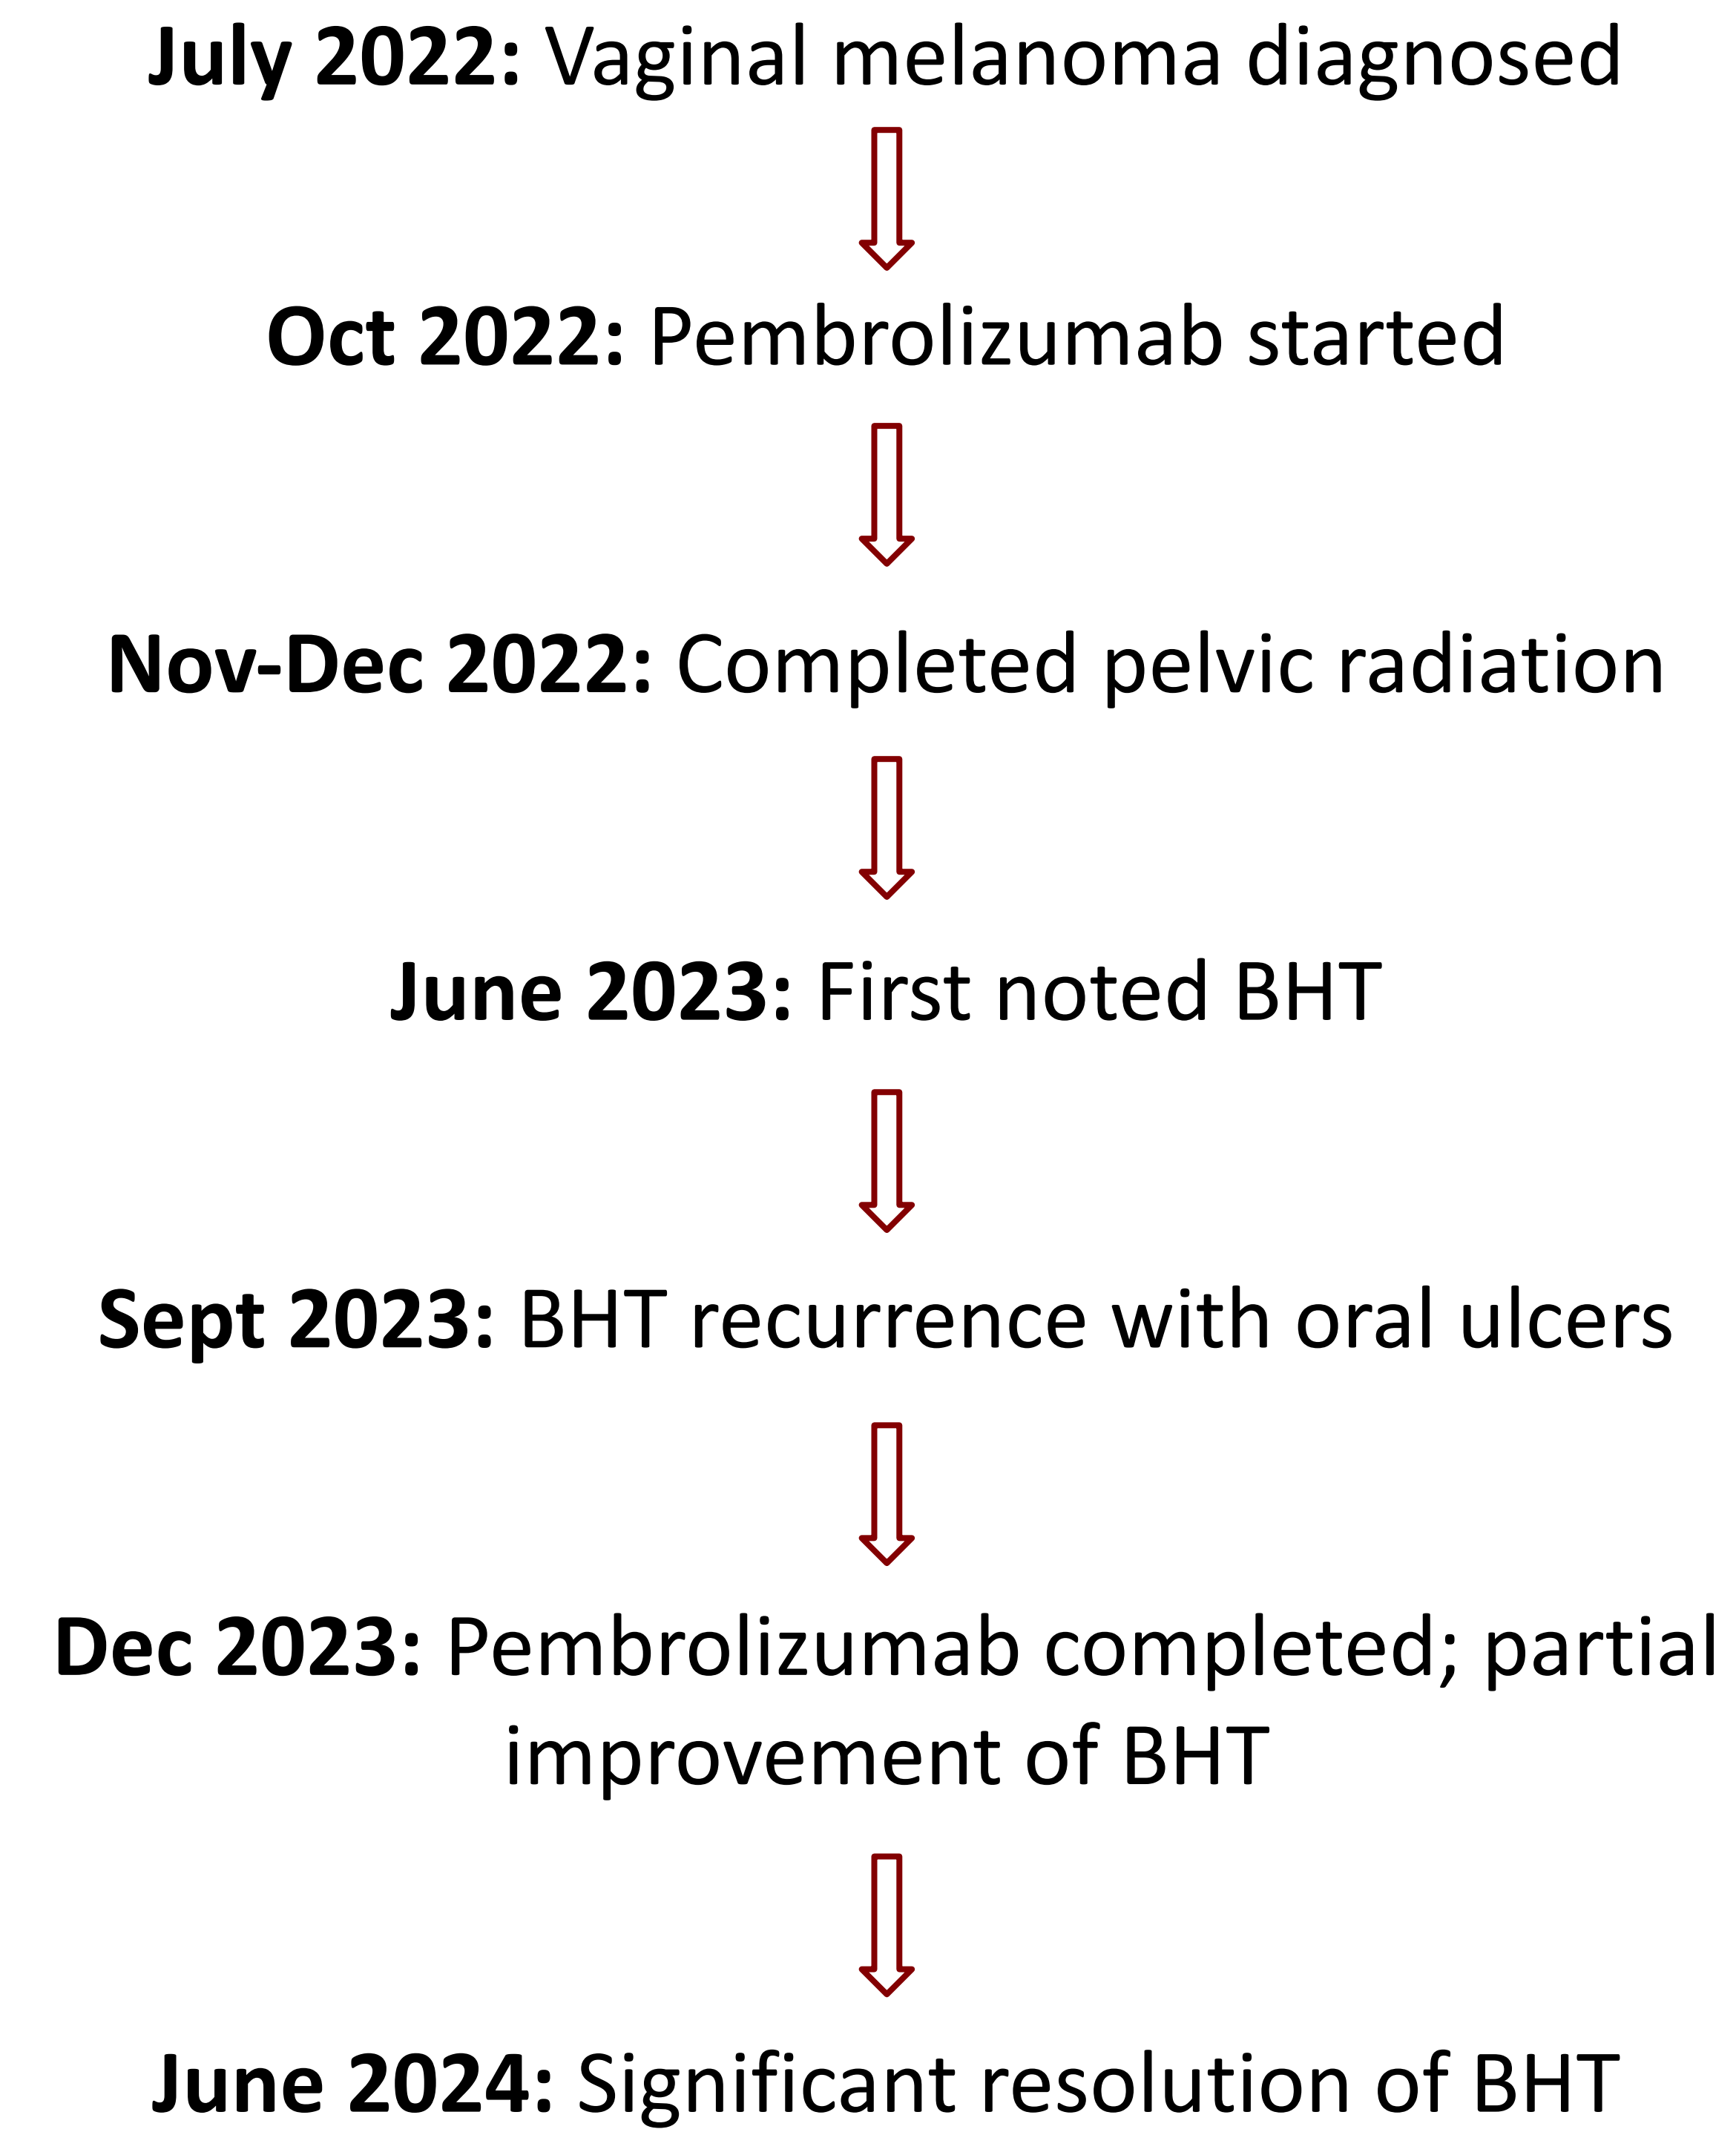 July 2022: Vaginal melanoma diagnosed
Oct 2022: Pembrolizumab started
Nov-Dec 2022: Completed pelvic radiation
June 2023: First noted BHT
Sept 2023: BHT recurrence with oral ulcers
Dec 2023: Pembrolizumab completed; partial
improvement of BHT
June 2024: Significant resolution of BHT